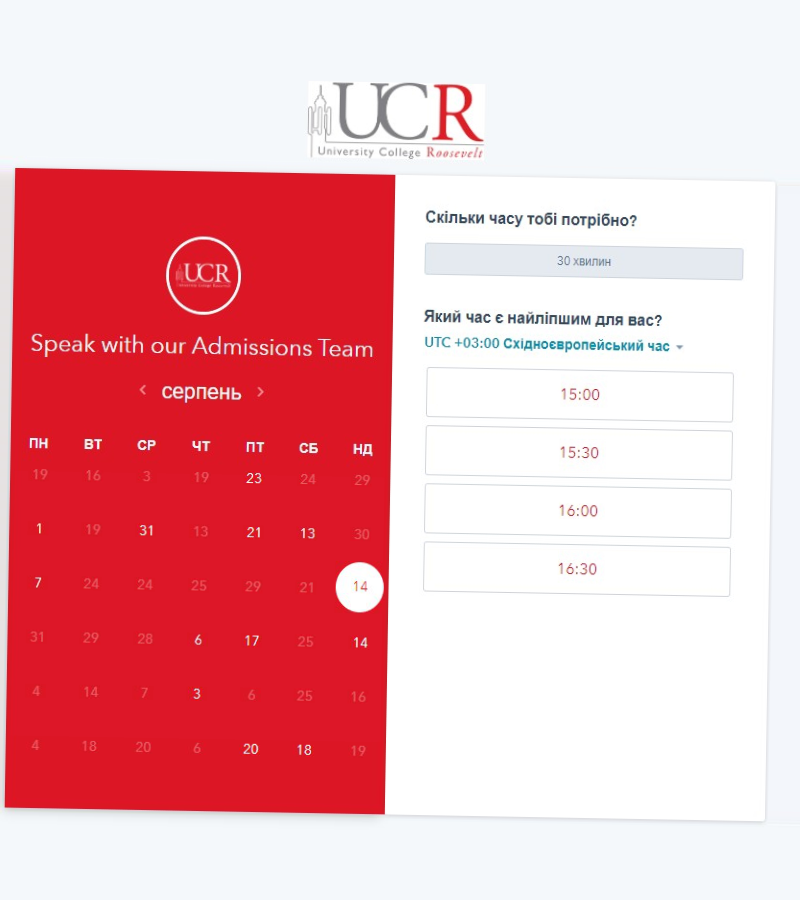 UCR
University College Roosevelt
UCR
University College Roosevelt
Speak with our Admissions Team
серпень
ПН ВТ СР ЧТ ПТ СБ НД
19 16 3 19 23 24 29
1 19 31 13 21 13 30
7 24 24 25 29 21 14
31 29 28 6 17 25 14
4 14 7 3 6 25 16
4 18 20 6 20 18 19
Скільки часу тобі потрібно?
30 хвилин
Який час є найліпшим для вас?
UTC +03:00 Східноєвропейський час
15:00
15:30
16:00
16:30